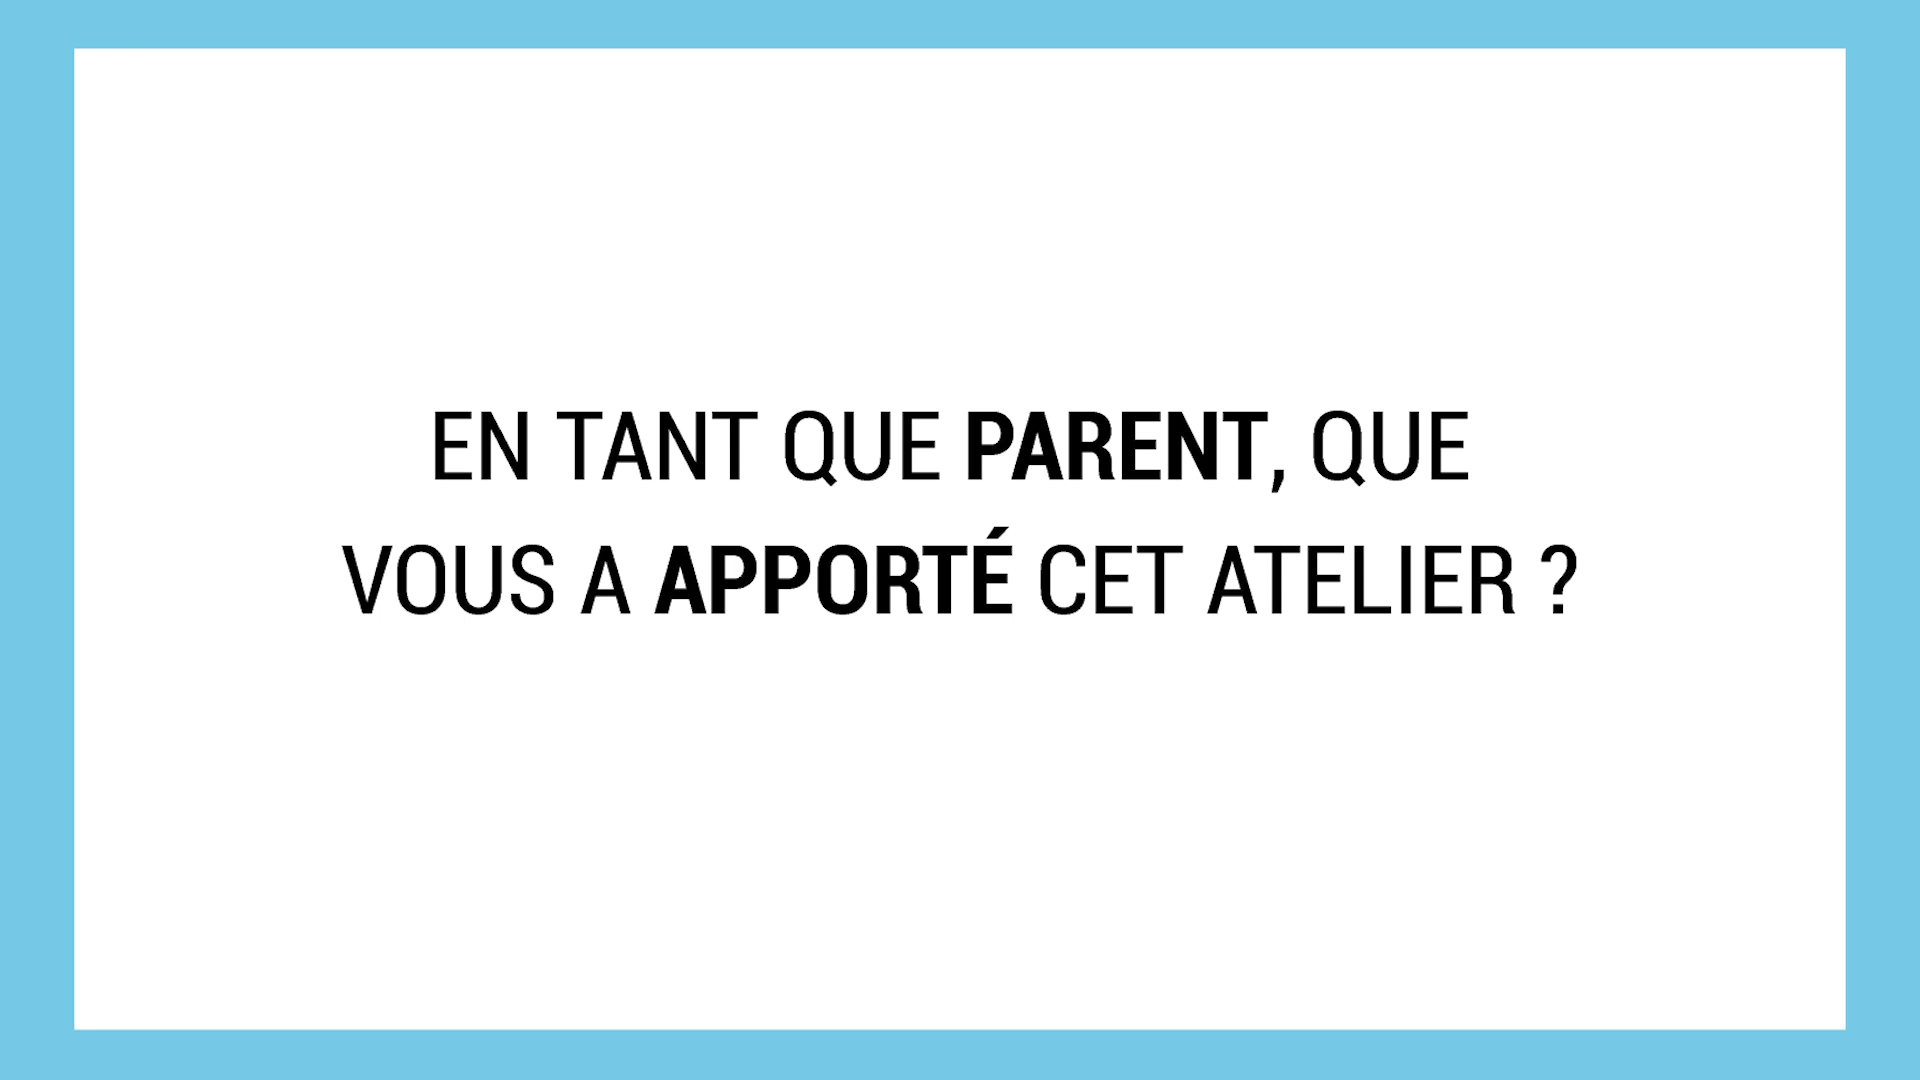 EN TANT QUE PARENT, QUE
VOUS A APPORTÉ CET ATELIER ?